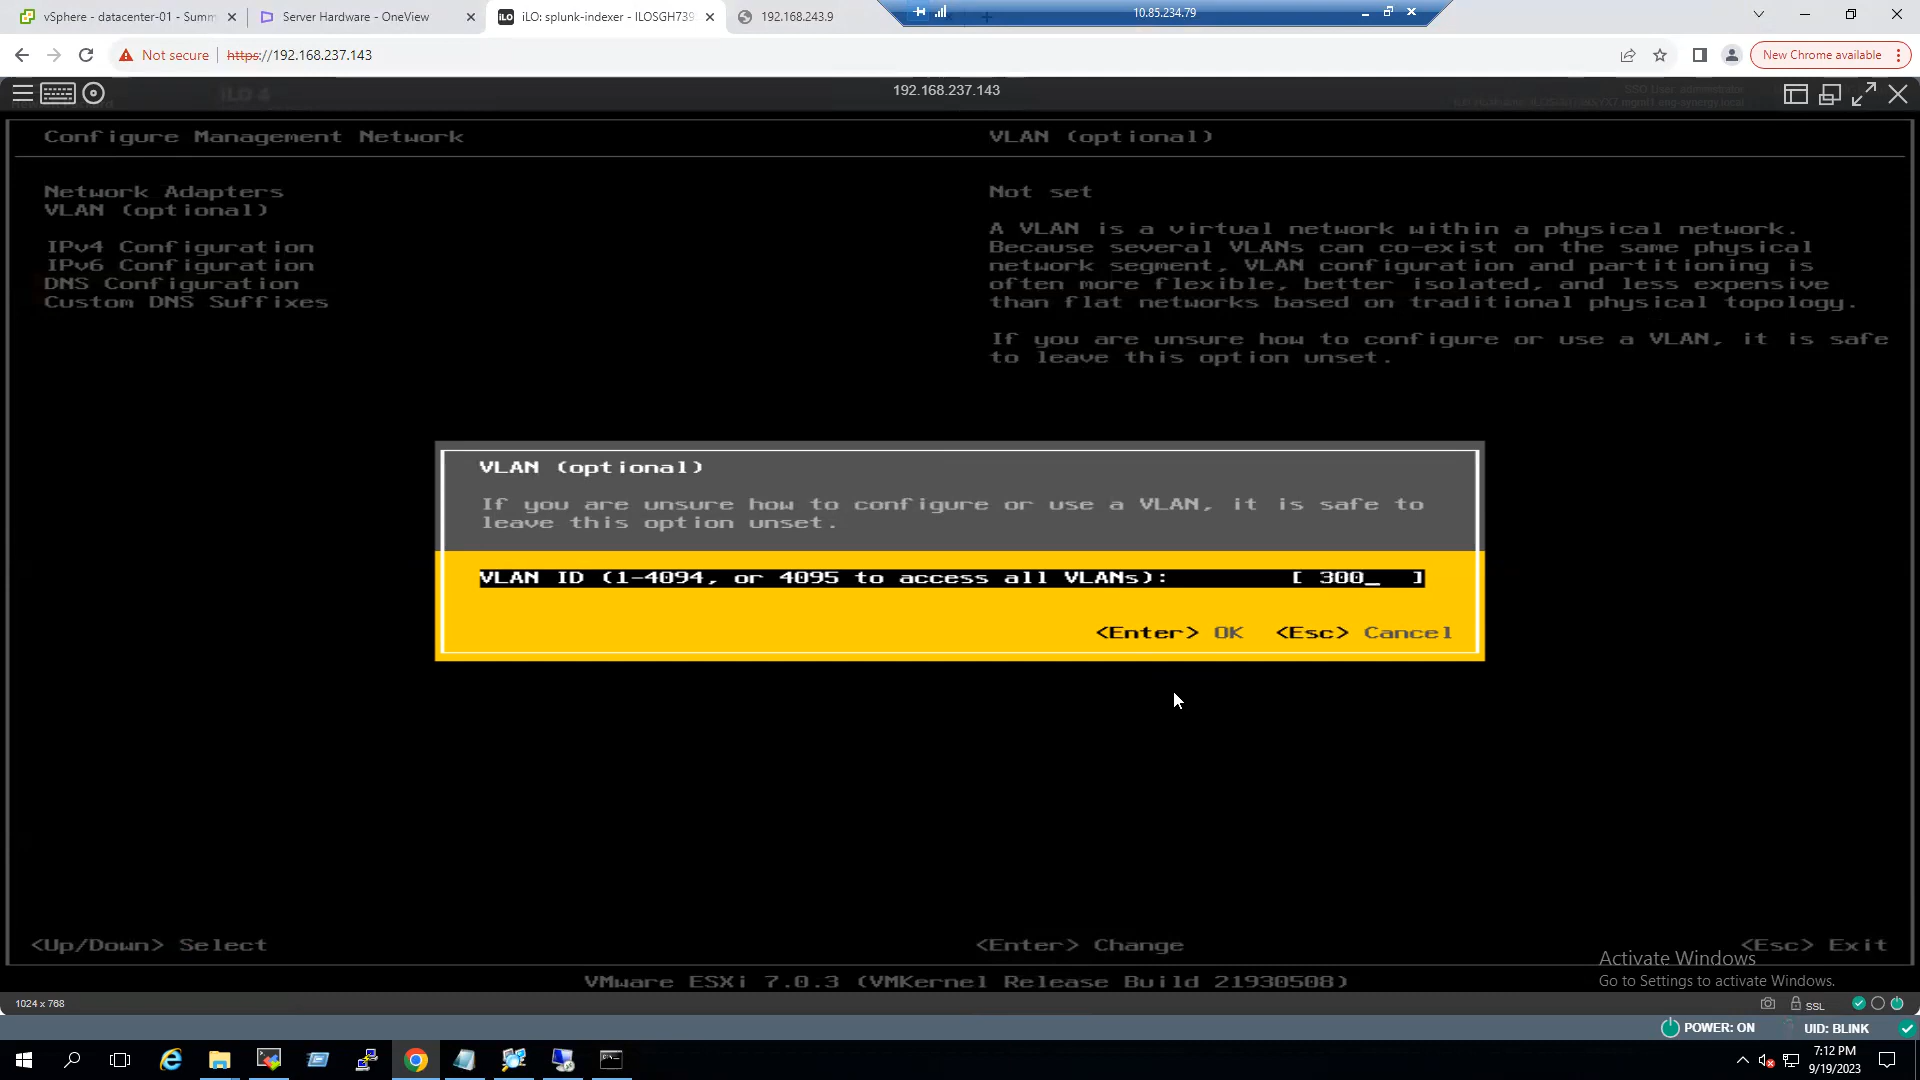 vSphere - datacenter-01 - Summ
Server Hardware - OneView
iLO: splunk-indexer - ILOSGH739
192.168.243.9
10.85.234.79
Not secure
https://192.168.237.143
New Chrome available
iLO 4
192.168.237.143
Configure Management Network
VLAN (optional)
Network Adapters
VLAN (optional)
IPv4 Configuration
IPv6 Configuration
DNS Configuration
Custom DNS Suffixes
Not set
A VLAN is a virtual network within a physical network.
Because several VLANs can co-exist on the same physical
network segment, VLAN configuration and partitioning is
often more flexible, better isolated, and less expensive
than flat networks based on traditional physical topology.
If you are unsure how to configure or use a VLAN, it is safe
to leave this option unset.
VLAN (optional)
If you are unsure how to configure or use a VLAN, it is safe to
leave this option unset.
VLAN ID (1-4094, or 4095 to access all VLANs): [ 300_ ]
<Enter> OK <Esc> Cancel
<Up/Down> Select
<Enter> Change
<Esc> Exit
VMware ESXi 7.0.3 (VMKernel Release Build 21930508)
Activate Windows
Go to Settings to activate Windows.
1024 x 768
SSL
POWER: ON
UID: BLINK
7:12 PM
9/19/2023